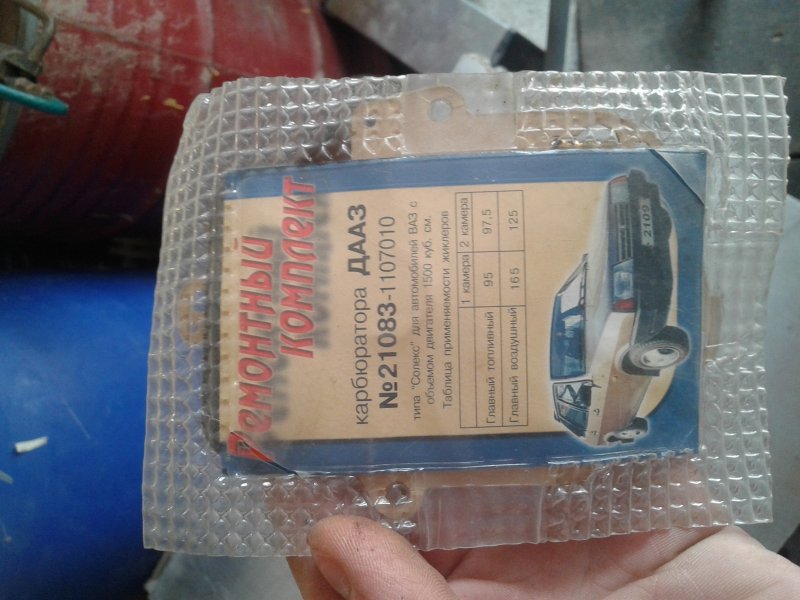 Ремонтный
комплект
карбюратора ДААЗ
№21083-1107010
типа "Солекс" для автомобилей ВАЗ с
объемом двигателя 1500 куб. см.
Таблица применяемости жиклеров
1 камера 2 камера
Главный топливный 95 97.5
Главный воздушный 165 125
2109